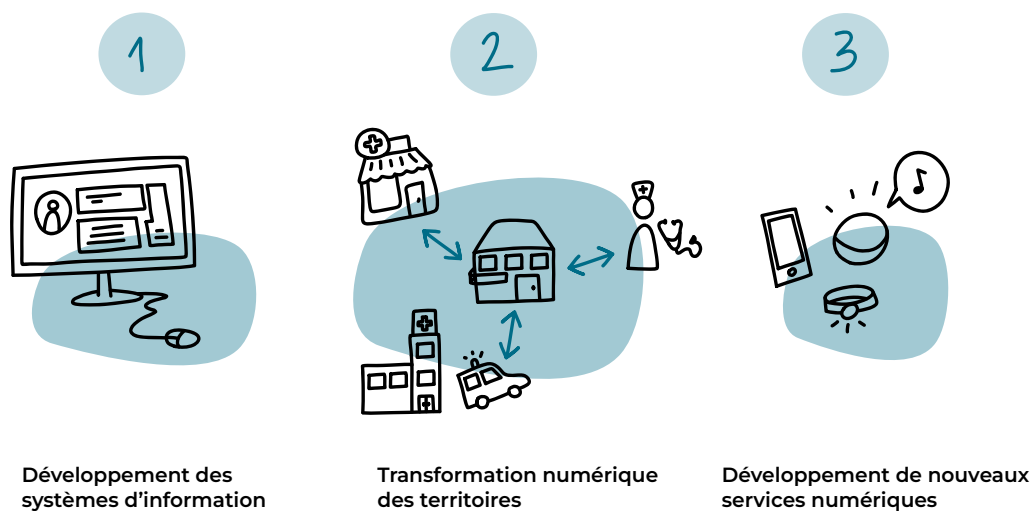 1
2
3
Développement des
systèmes d’information
Transformation numérique
des territoires
Développement de nouveaux
services numériques